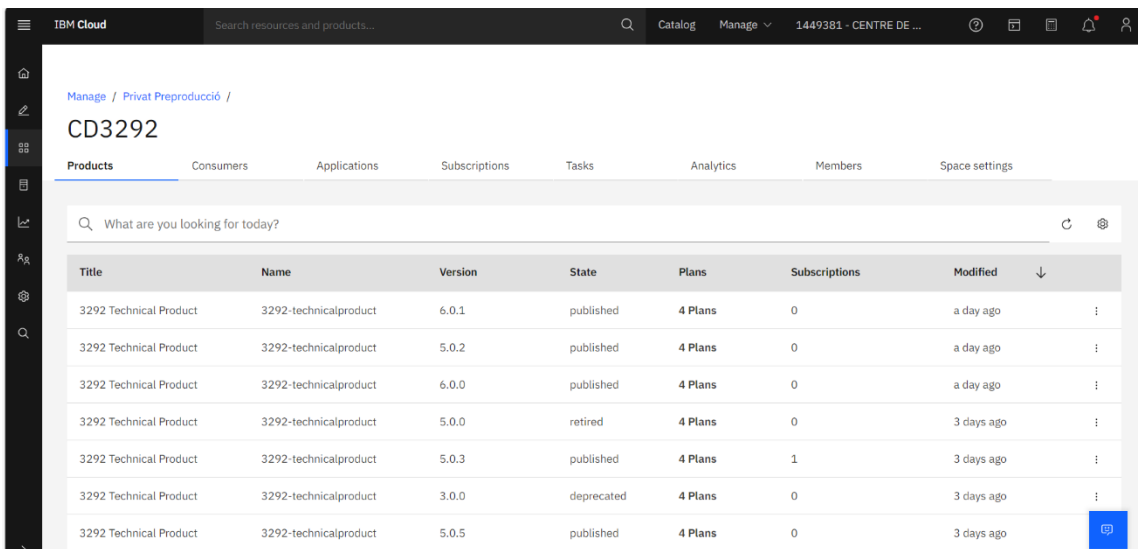 IBM Cloud Search resources and products... Catalog Manage 1449381 - CENTRE DE ...
Manage / Privat Preproducció /
CD3292
Products Consumers Applications Subscriptions Tasks Analytics Members Space settings
What are you looking for today?
Title Name Version State Plans Subscriptions Modified
3292 Technical Product 3292-technicalproduct 6.0.1 published 4 Plans 0 a day ago
3292 Technical Product 3292-technicalproduct 5.0.2 published 4 Plans 0 a day ago
3292 Technical Product 3292-technicalproduct 6.0.0 published 4 Plans 0 a day ago
3292 Technical Product 3292-technicalproduct 5.0.0 retired 4 Plans 0 3 days ago
3292 Technical Product 3292-technicalproduct 5.0.3 published 4 Plans 1 3 days ago
3292 Technical Product 3292-technicalproduct 3.0.0 deprecated 4 Plans 0 3 days ago
3292 Technical Product 3292-technicalproduct 5.0.5 published 4 Plans 0 3 days ago